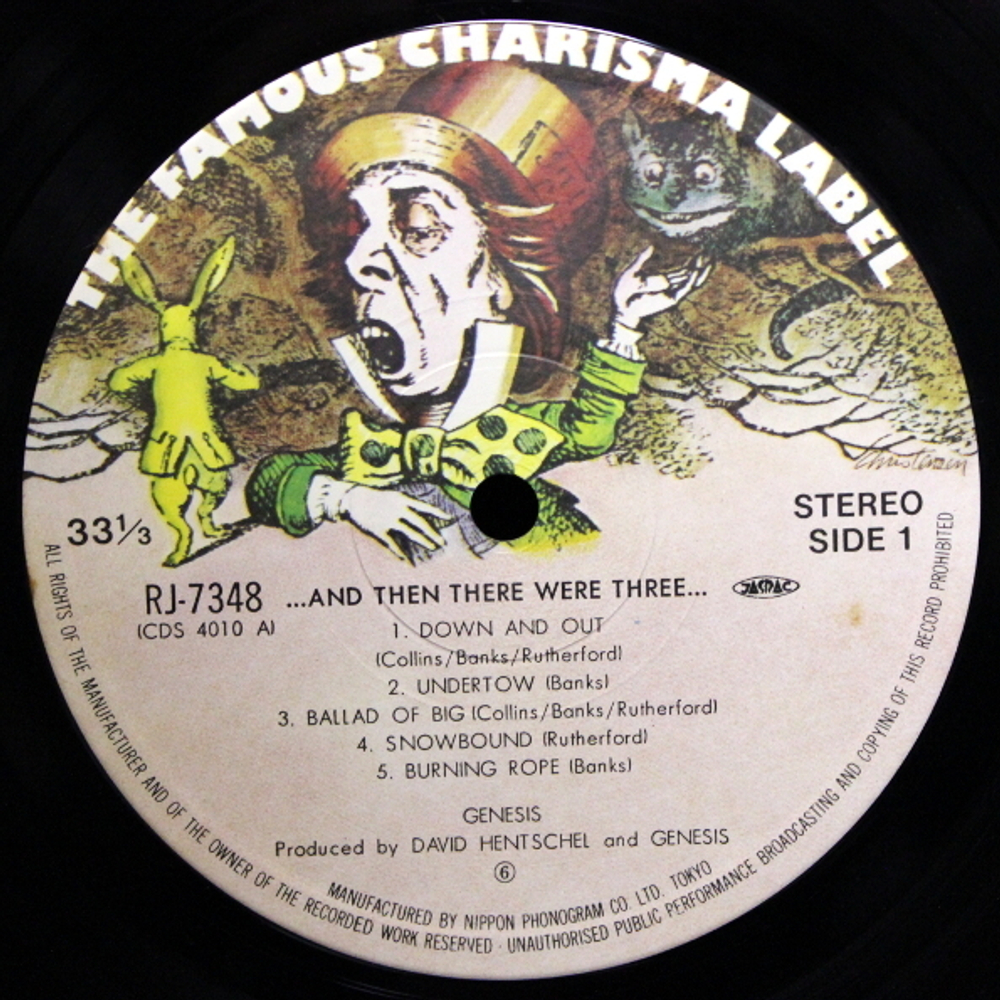 THE FAMOUS CHARISMA LABEL
Christensen
33⅓
STEREO
SIDE 1
RJ-7348 ...AND THEN THERE WERE THREE... JASRAC
(CDS 4010 A)
1. DOWN AND OUT
(Collins/Banks/Rutherford)
2. UNDERTOW (Banks)
3. BALLAD OF BIG (Collins/Banks/Rutherford)
4. SNOWBOUND (Rutherford)
5. BURNING ROPE (Banks)
GENESIS
Produced by DAVID HENTSCHEL and GENESIS
⑥
MANUFACTURED BY NIPPON PHONOGRAM CO. LTD. TOKYO
ALL RIGHTS OF THE MANUFACTURER AND OF THE OWNER OF THE RECORDED WORK RESERVED · UNAUTHORISED PUBLIC PERFORMANCE BROADCASTING AND COPYING OF THIS RECORD PROHIBITED